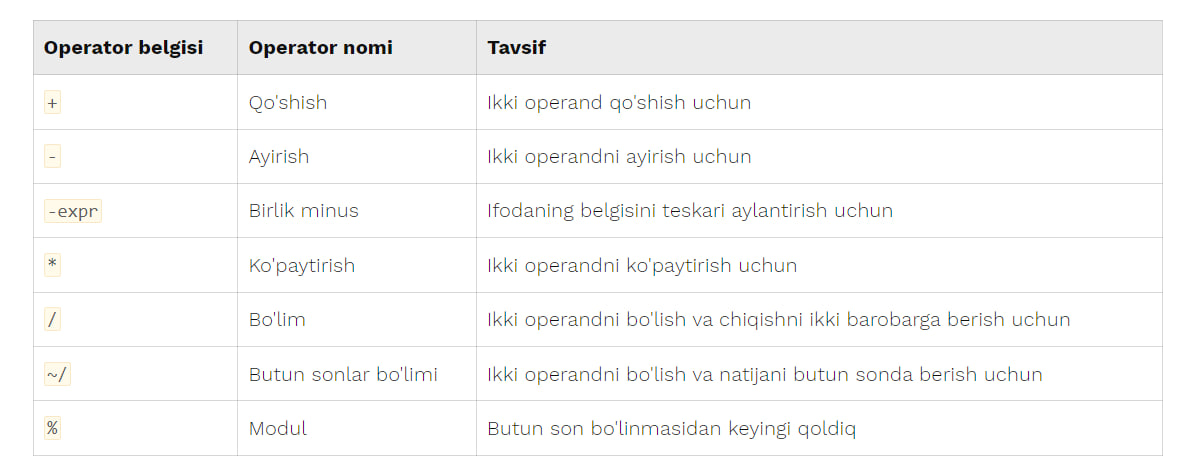 Operator belgisi Operator nomi Tavsif
+ Qo'shish Ikki operand qo'shish uchun
- Ayirish Ikki operandni ayirish uchun
-expr Birlik minus Ifodaning belgisini teskari aylantirish uchun
* Ko'paytirish Ikki operandni ko'paytirish uchun
/ Bo'lim Ikki operandni bo'lish va chiqishni ikki barobarga berish uchun
~/ Butun sonlar bo'limi Ikki operandni bo'lish va natijani butun sonda berish uchun
% Modul Butun son bo'linmasidan keyingi qoldiq